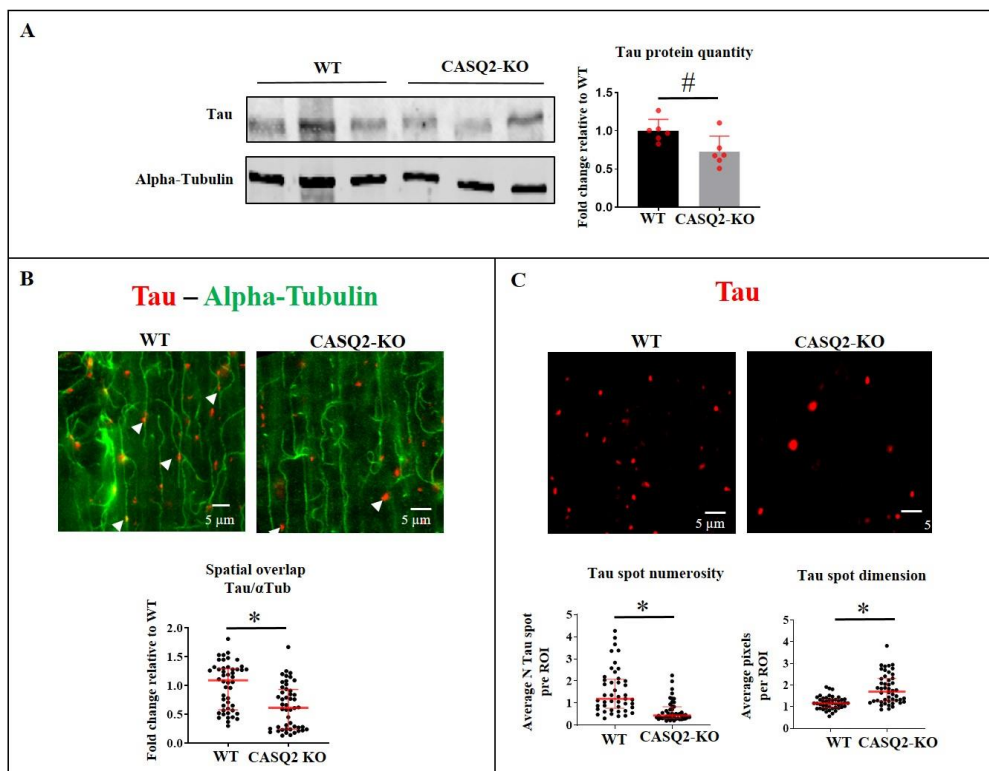 A
WT CASQ2-KO
Tau
Alpha-Tubulin
Tau protein quantity
#
Fold change relative to WT
1.5
1.0
0.5
0.0
WT CASQ2-KO
B
Tau – Alpha-Tubulin
WT CASQ2-KO
5 µm 5 µm
Spatial overlap
Tau/αTub
*
Fold change relative to WT
2.0
1.5
1.0
0.5
0.0
WT CASQ2 KO
C
Tau
WT CASQ2-KO
5 µm 5
Tau spot numerosity
*
Average N Tau spot
pre ROI
5
4
3
2
1
0
WT CASQ2-KO
Tau spot dimension
*
Average pixels
per ROI
5
4
3
2
1
0
WT CASQ2-KO